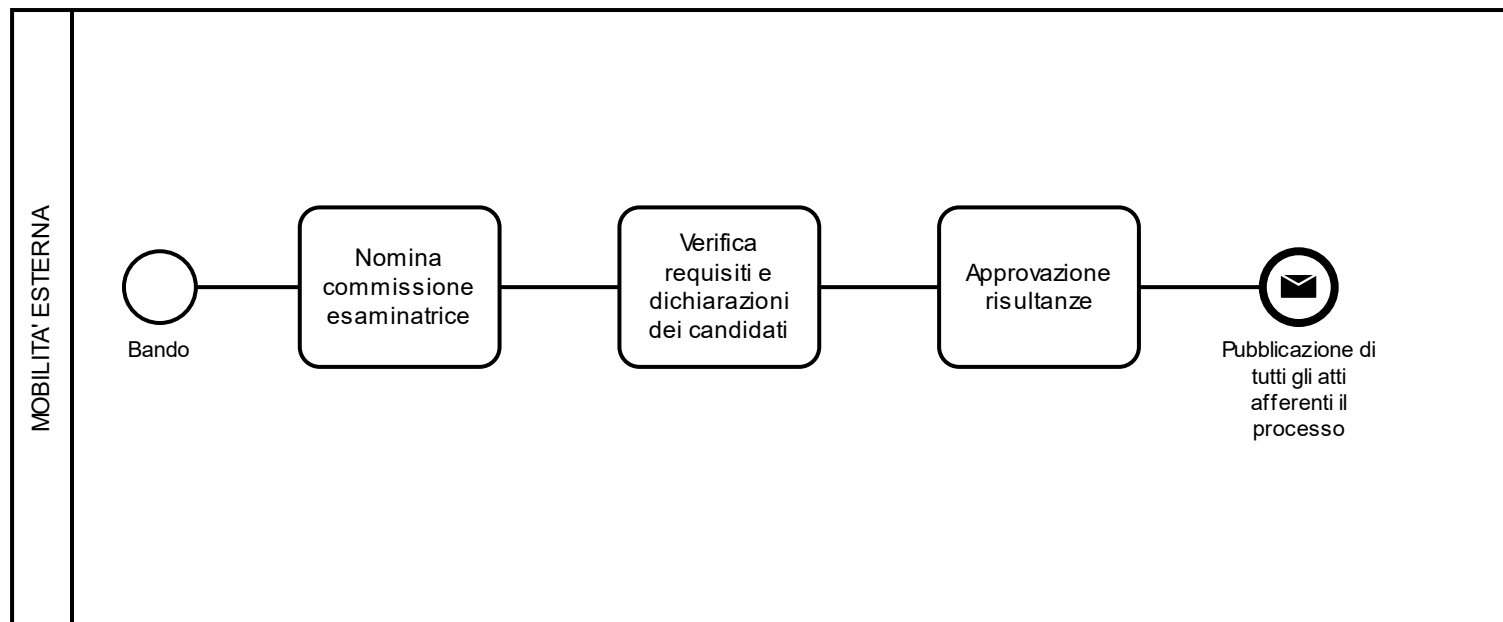 MOBILITA' ESTERNA
Bando
Nomina
commissione
esaminatrice
Verifica
requisiti e
dichiarazioni
dei candidati
Approvazione
risultanze
Pubblicazione di
tutti gli atti
afferenti il
processo